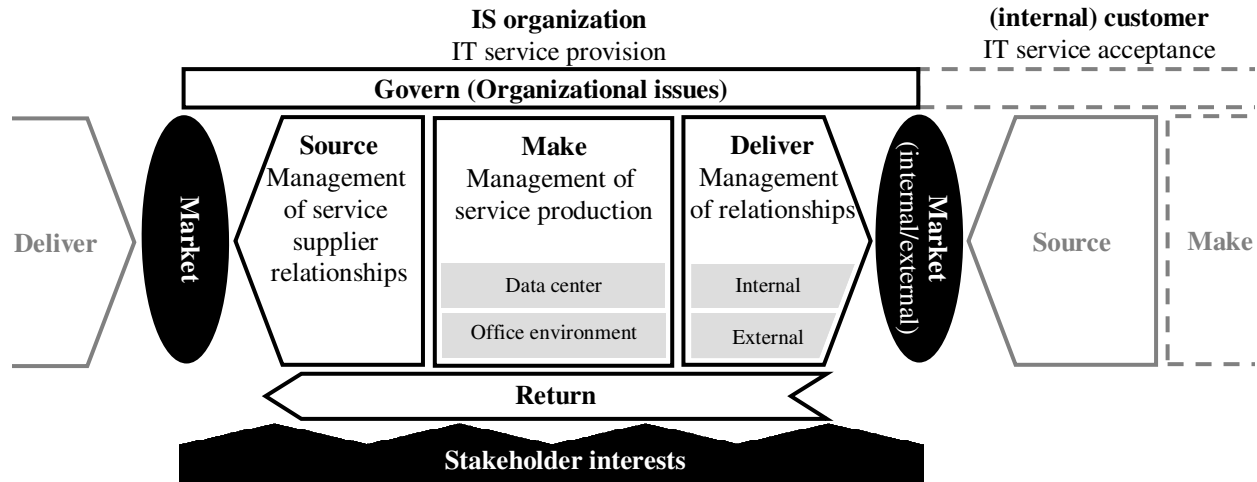 IS organization
IT service provision
(internal) customer
IT service acceptance
Govern (Organizational issues)
Deliver
Market
Source
Management
of service
supplier
relationships
Make
Management of
service production
Data center
Office environment
Deliver
Management
of relationships
Internal
External
Market
(internal/external)
Source
Make
Return
Stakeholder interests